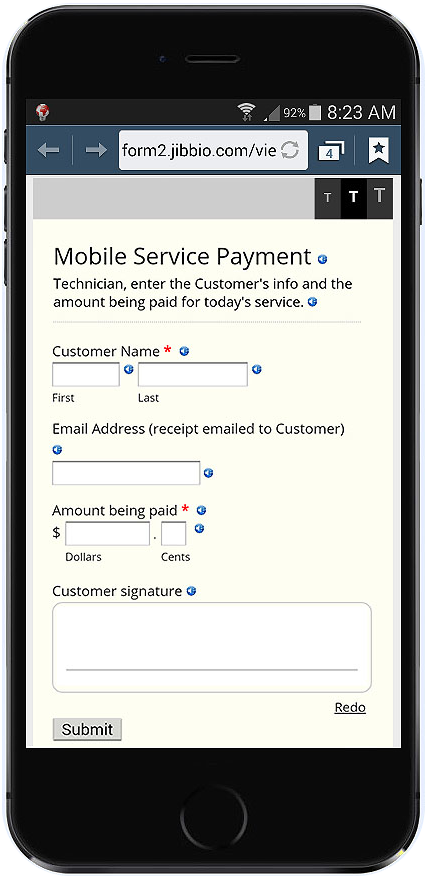 92% 8:23 AM
form2.jibbio.com/vie 4
T T T
Mobile Service Payment
Technician, enter the Customer's info and the
amount being paid for today's service.
Customer Name *
First Last
Email Address (receipt emailed to Customer)
Amount being paid *
$ .
Dollars Cents
Customer signature
Redo
Submit